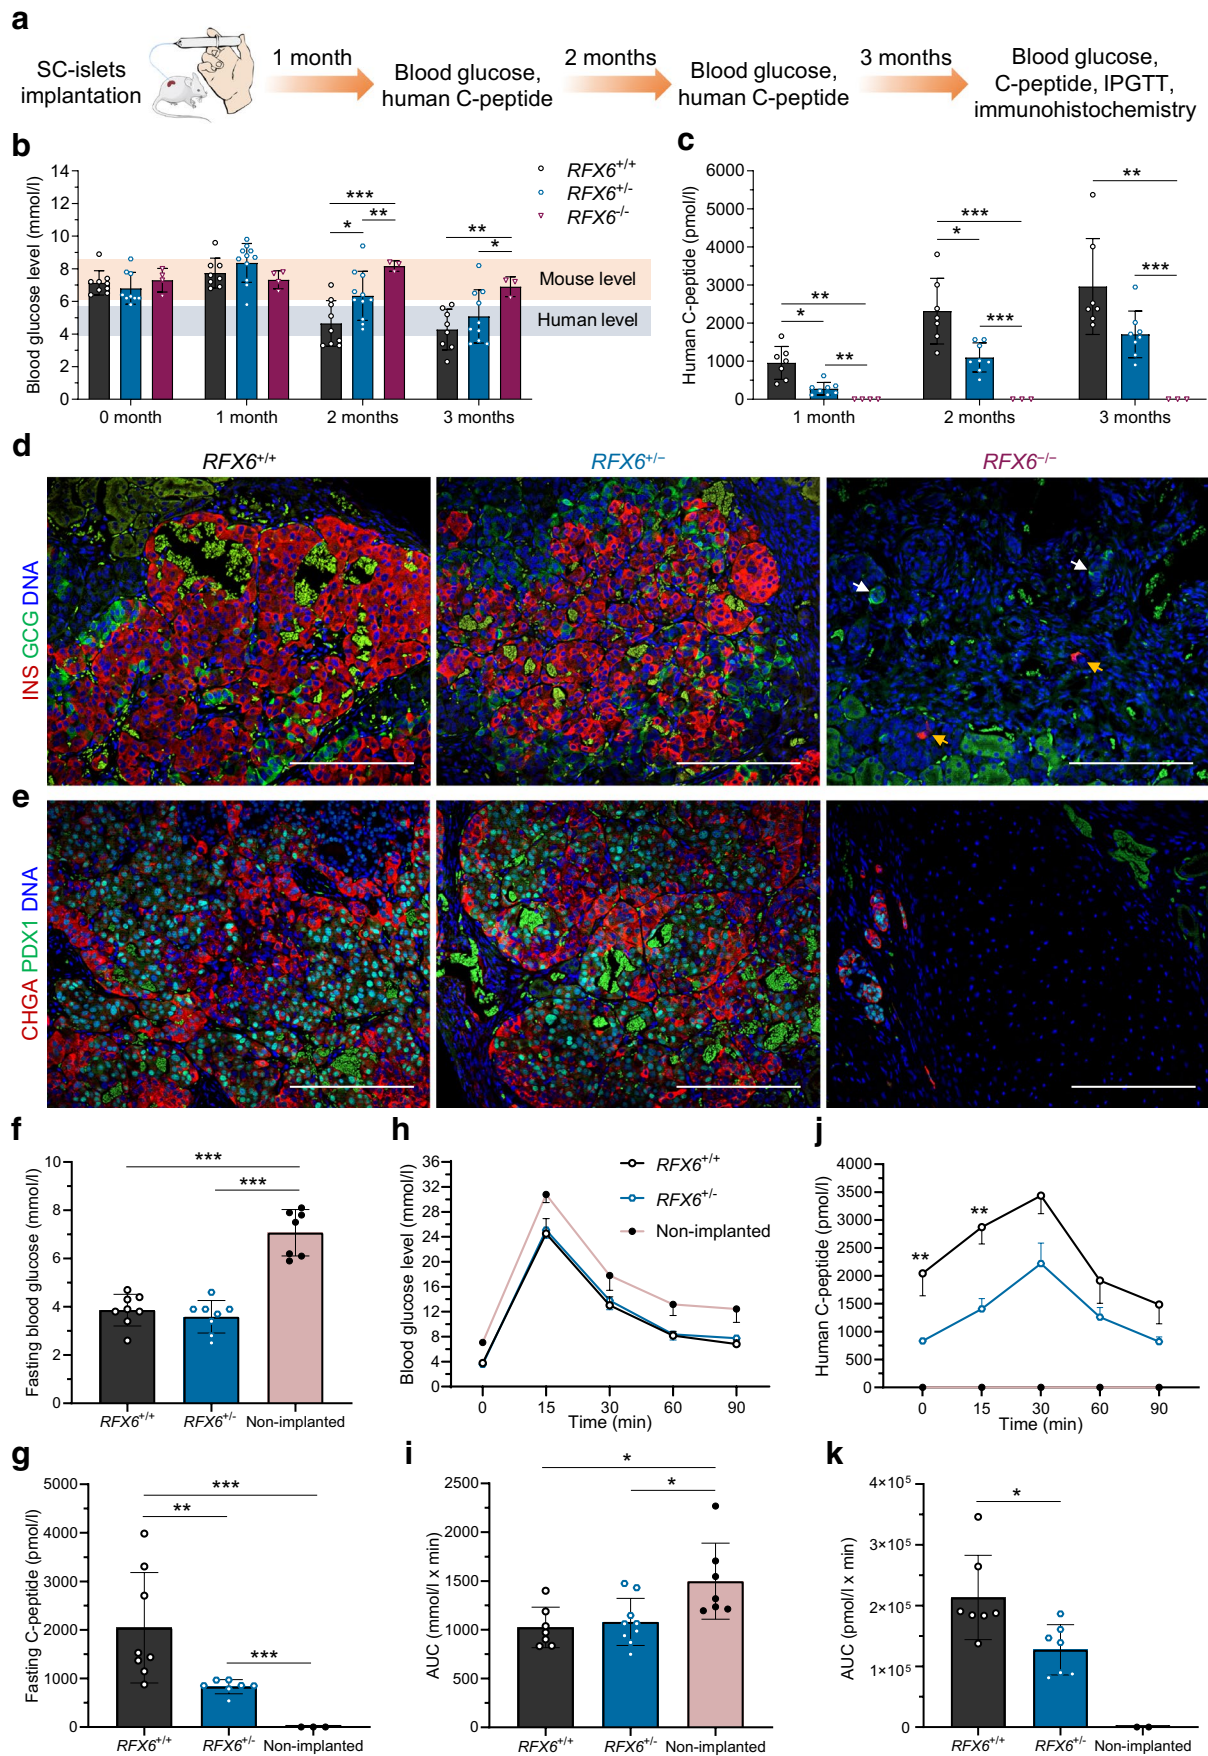 a
SC-islets
implantation
1 month
Blood glucose,
human C-peptide
2 months
Blood glucose,
human C-peptide
3 months
Blood glucose,
C-peptide, IPGTT,
immunohistochemistry
b
Blood glucose level (mmol/l)
14
12
10
8
6
4
2
0
0 month
1 month
2 months
3 months
*
***
**
**
*
RFX6+/+
RFX6+/-
RFX6-/-
Mouse level
Human level
c
Human C-peptide (pmol/l)
6000
5000
4000
3000
2000
1000
0
1 month
2 months
3 months
**
*
**
***
*
***
**
***
d
RFX6+/+
RFX6+/−
RFX6−/−
INS GCG DNA
e
CHGA PDX1 DNA
f
Fasting blood glucose (mmol/l)
10
8
6
4
2
0
***
***
RFX6+/+
RFX6+/-
Non-implanted
h
Blood glucose level (mmol/l)
36
32
28
24
20
16
12
8
4
0
0
15
30
60
90
Time (min)
RFX6+/+
RFX6+/-
Non-implanted
j
Human C-peptide (pmol/l)
4000
3500
3000
2500
2000
1500
1000
500
0
**
**
0
15
30
60
90
Time (min)
g
Fasting C-peptide (pmol/l)
5000
4000
3000
2000
1000
0
***
**
***
RFX6+/+
RFX6+/-
Non-implanted
i
AUC (mmol/l x min)
2500
2000
1500
1000
500
0
*
*
RFX6+/+
RFX6+/-
Non-implanted
k
AUC (pmol/l x min)
4×10⁵
3×10⁵
2×10⁵
1×10⁵
0
*
RFX6+/+
RFX6+/-
Non-implanted